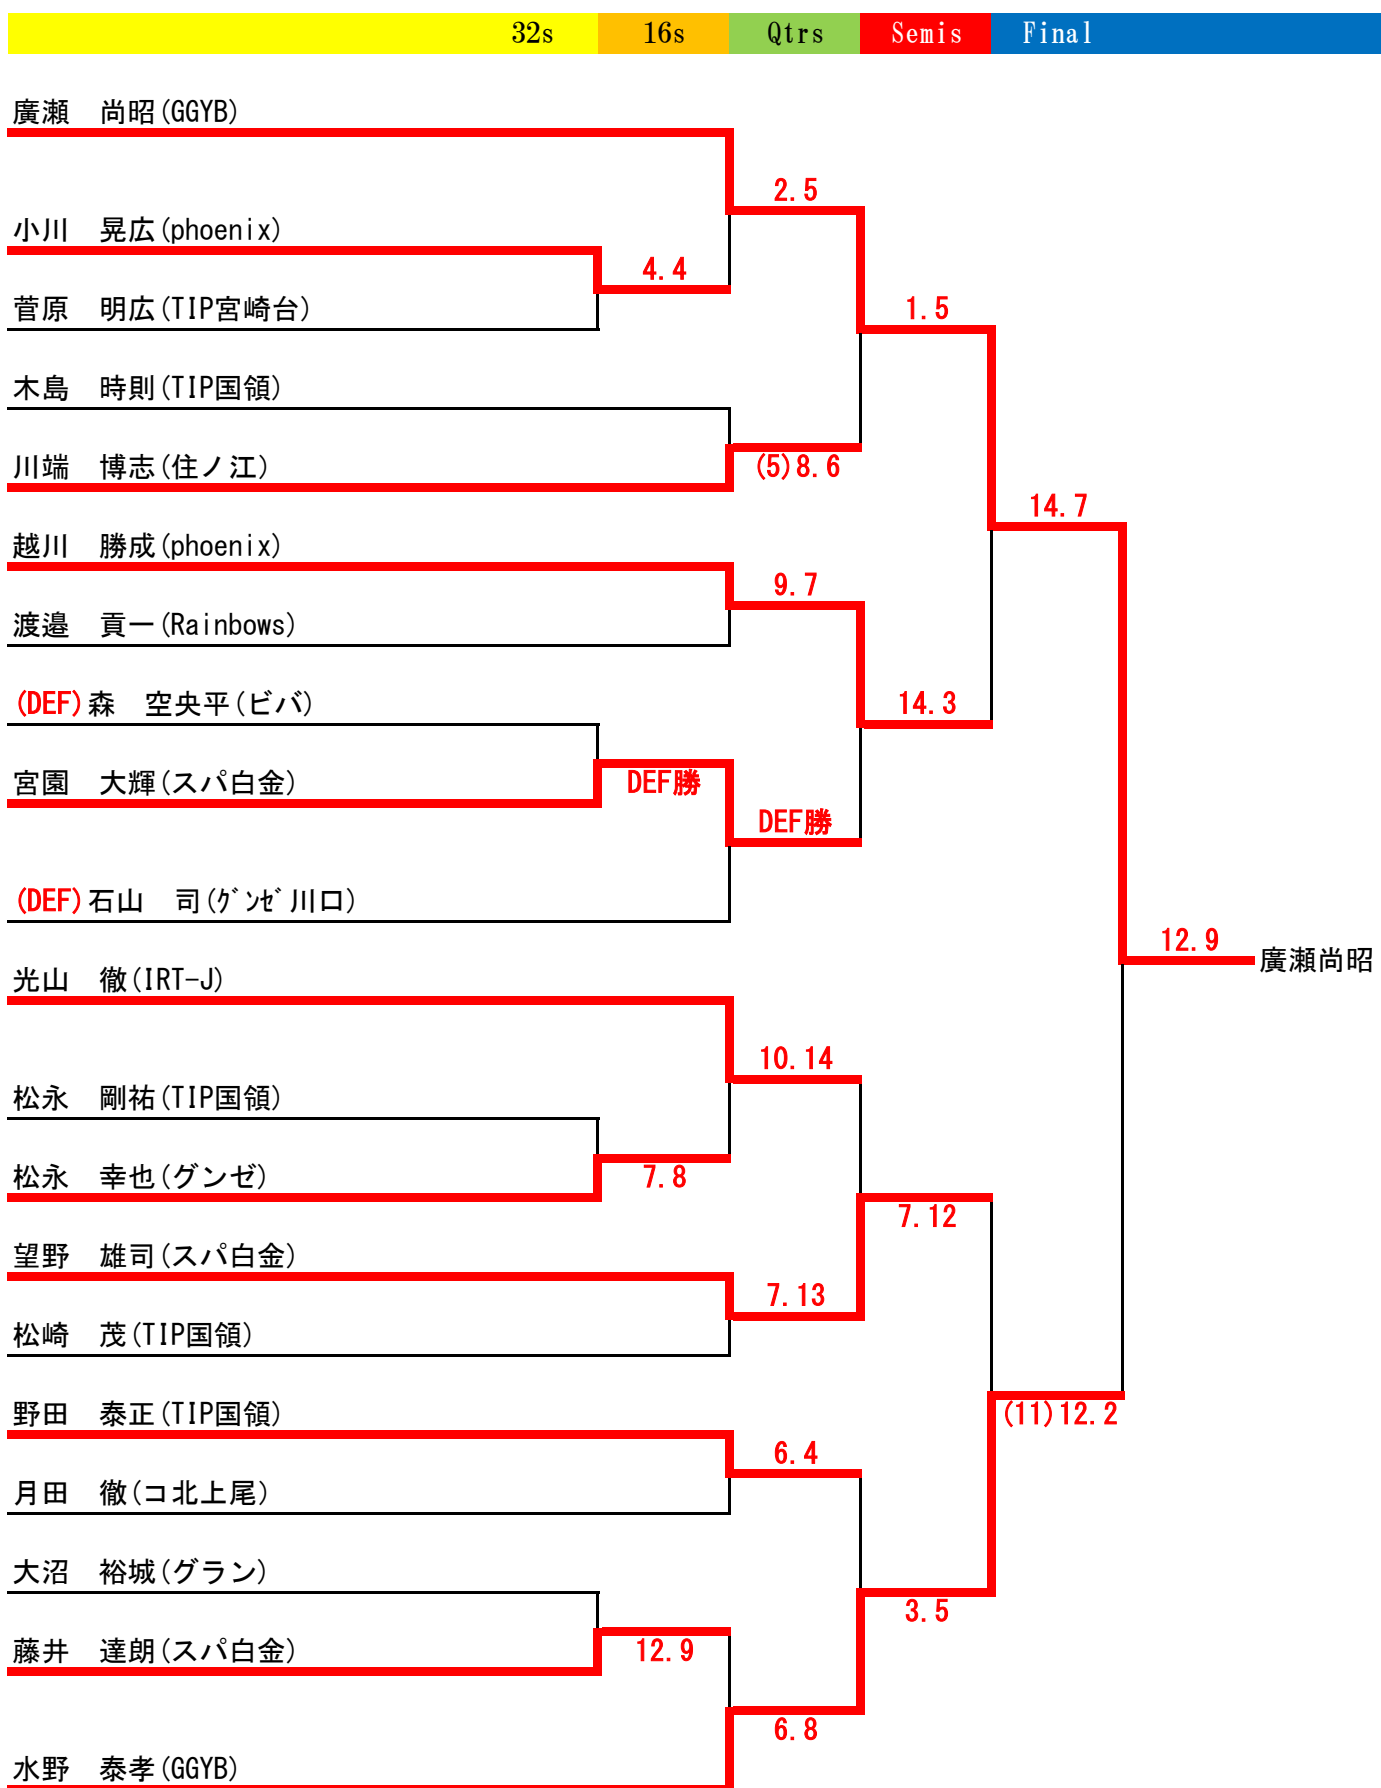 32s 16s Qtrs Semis Final
廣瀬　尚昭(GGYB)
2.5
小川　晃広(phoenix)
4.4
菅原　明広(TIP宮崎台)
1.5
木島　時則(TIP国領)
川端　博志(住ノ江)
(5)8.6
14.7
越川　勝成(phoenix)
9.7
渡邉　貢一(Rainbows)
(DEF)森　空央平(ビバ)
14.3
宮園　大輝(スパ白金)
DEF勝
DEF勝
(DEF)石山　司(ｸﾞﾝｾﾞ川口)
12.9
廣瀬尚昭
光山　徹(IRT-J)
10.14
松永　剛祐(TIP国領)
松永　幸也(グンゼ)
7.8
7.12
望野　雄司(スパ白金)
7.13
松崎　茂(TIP国領)
野田　泰正(TIP国領)
(11)12.2
6.4
月田　徹(コ北上尾)
大沼　裕城(グラン)
3.5
藤井　達朗(スパ白金)
12.9
6.8
水野　泰孝(GGYB)